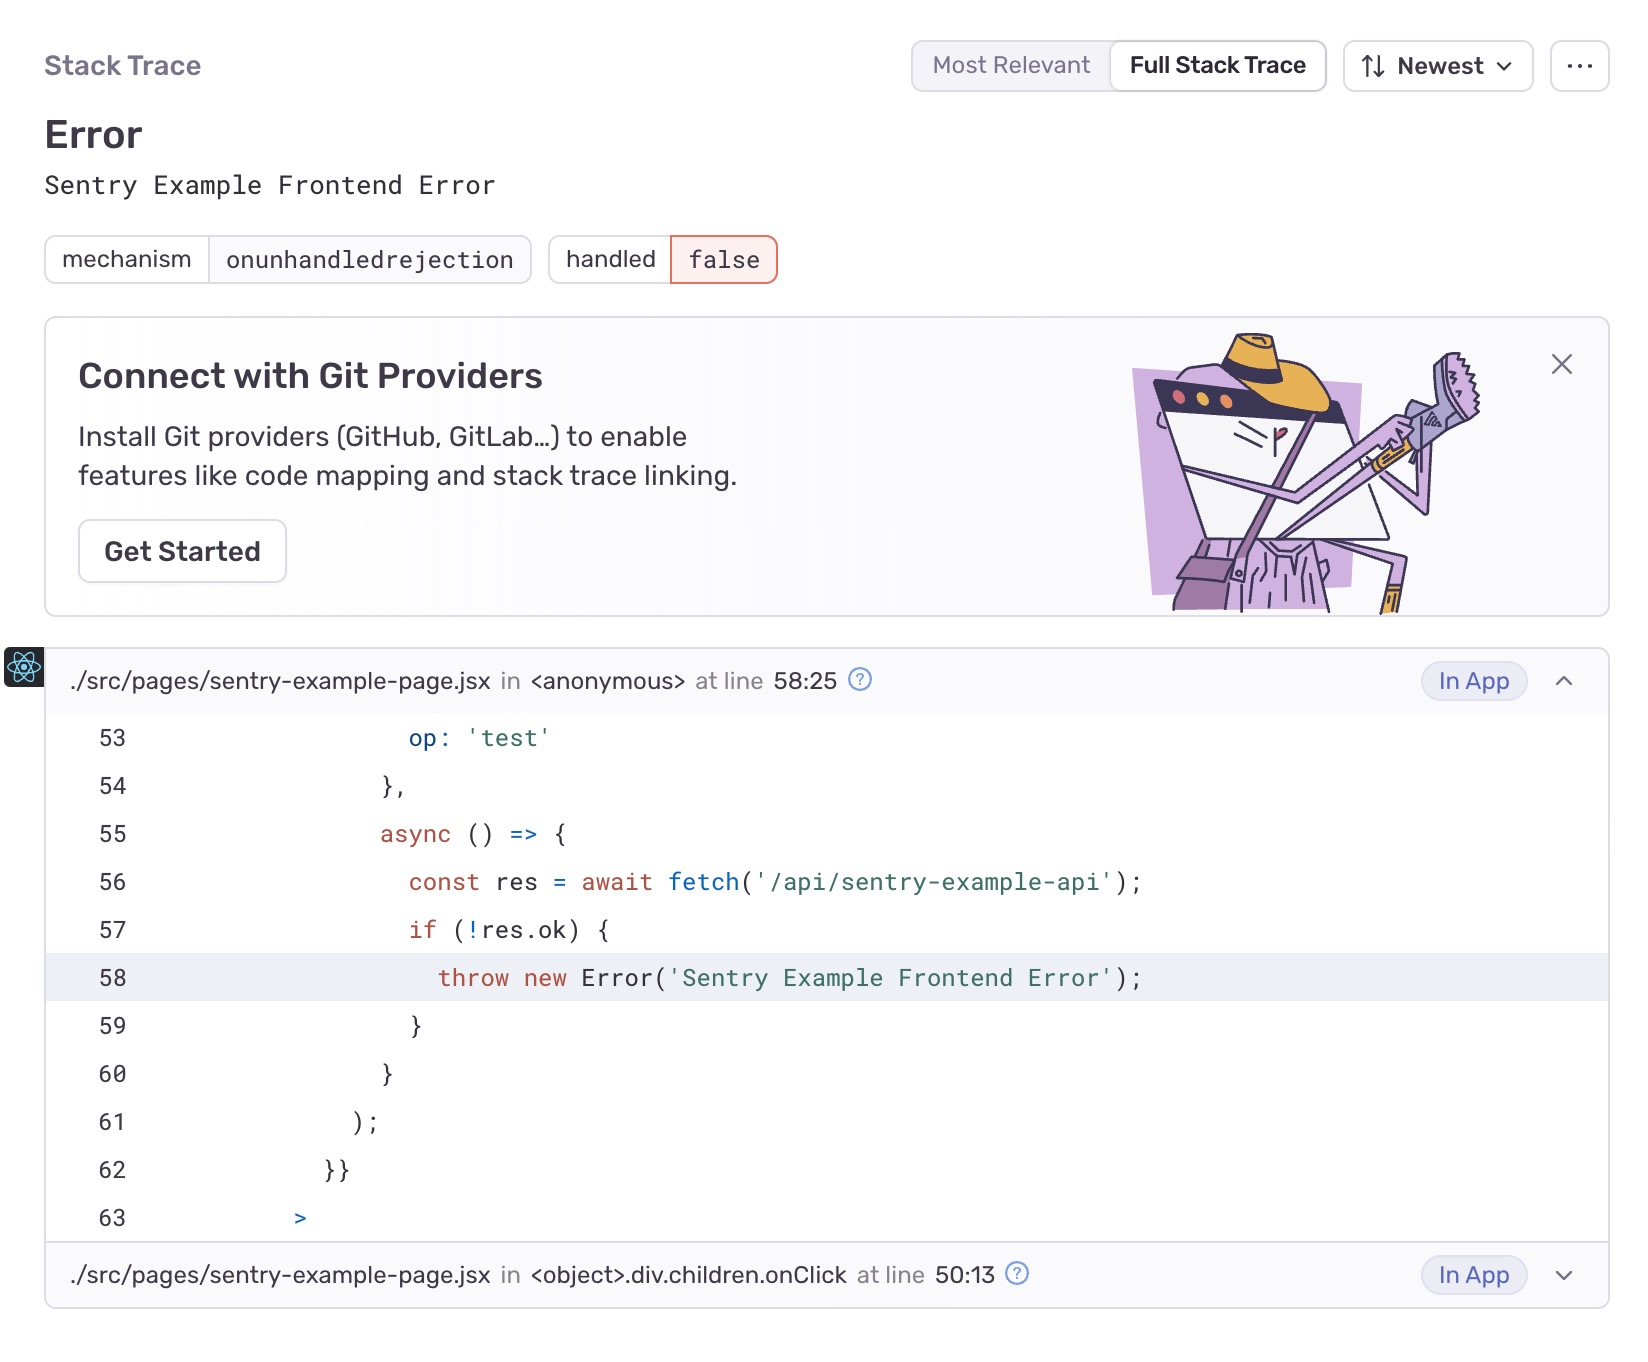 Stack Trace
Most Relevant
Full Stack Trace
Newest
...
Error
Sentry Example Frontend Error
mechanism
onunhandledrejection
handled
false
Connect with Git Providers
Install Git providers (GitHub, GitLab…) to enable
features like code mapping and stack trace linking.
Get Started
./src/pages/sentry-example-page.jsx in <anonymous> at line 58:25 ?
In App
53 op: 'test'
54 },
55 async () => {
56 const res = await fetch('/api/sentry-example-api');
57 if (!res.ok) {
58 throw new Error('Sentry Example Frontend Error');
59 }
60 }
61 );
62 }}
63 >
./src/pages/sentry-example-page.jsx in <object>.div.children.onClick at line 50:13 ?
In App